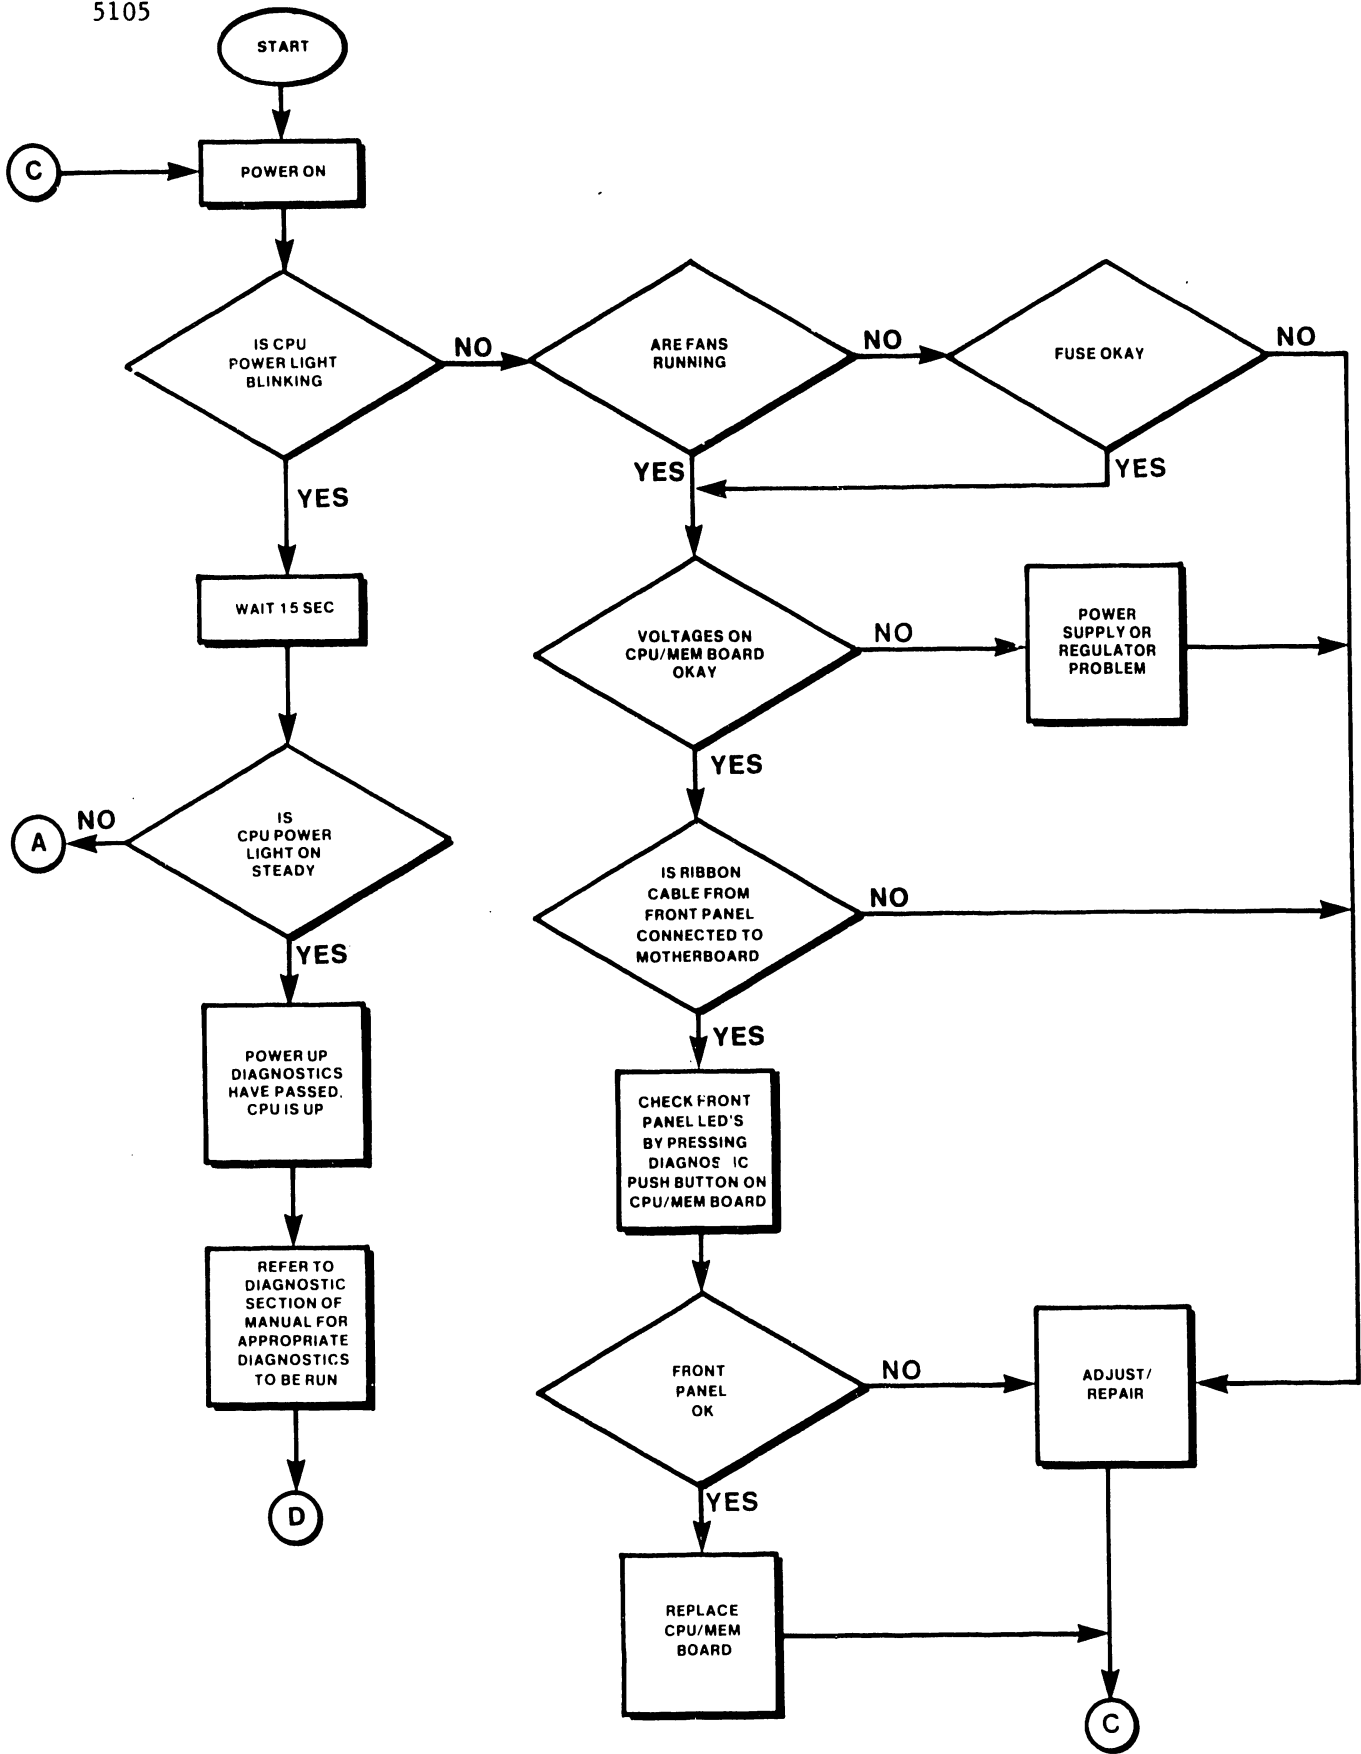 5105
START
C
POWER ON
IS CPU
POWER LIGHT
BLINKING
NO
ARE FANS
RUNNING
NO
FUSE OKAY
NO
YES
YES
YES
WAIT 15 SEC
VOLTAGES ON
CPU/MEM BOARD
OKAY
NO
POWER
SUPPLY OR
REGULATOR
PROBLEM
YES
A
NO
IS
CPU POWER
LIGHT ON
STEADY
YES
IS RIBBON
CABLE FROM
FRONT PANEL
CONNECTED TO
MOTHERBOARD
NO
YES
POWER UP
DIAGNOSTICS
HAVE PASSED.
CPU IS UP
CHECK FRONT
PANEL LED'S
BY PRESSING
DIAGNOS IC
PUSH BUTTON ON
CPU/MEM BOARD
REFER TO
DIAGNOSTIC
SECTION OF
MANUAL FOR
APPROPRIATE
DIAGNOSTICS
TO BE RUN
D
FRONT
PANEL
OK
NO
ADJUST/
REPAIR
YES
REPLACE
CPU/MEM
BOARD
C